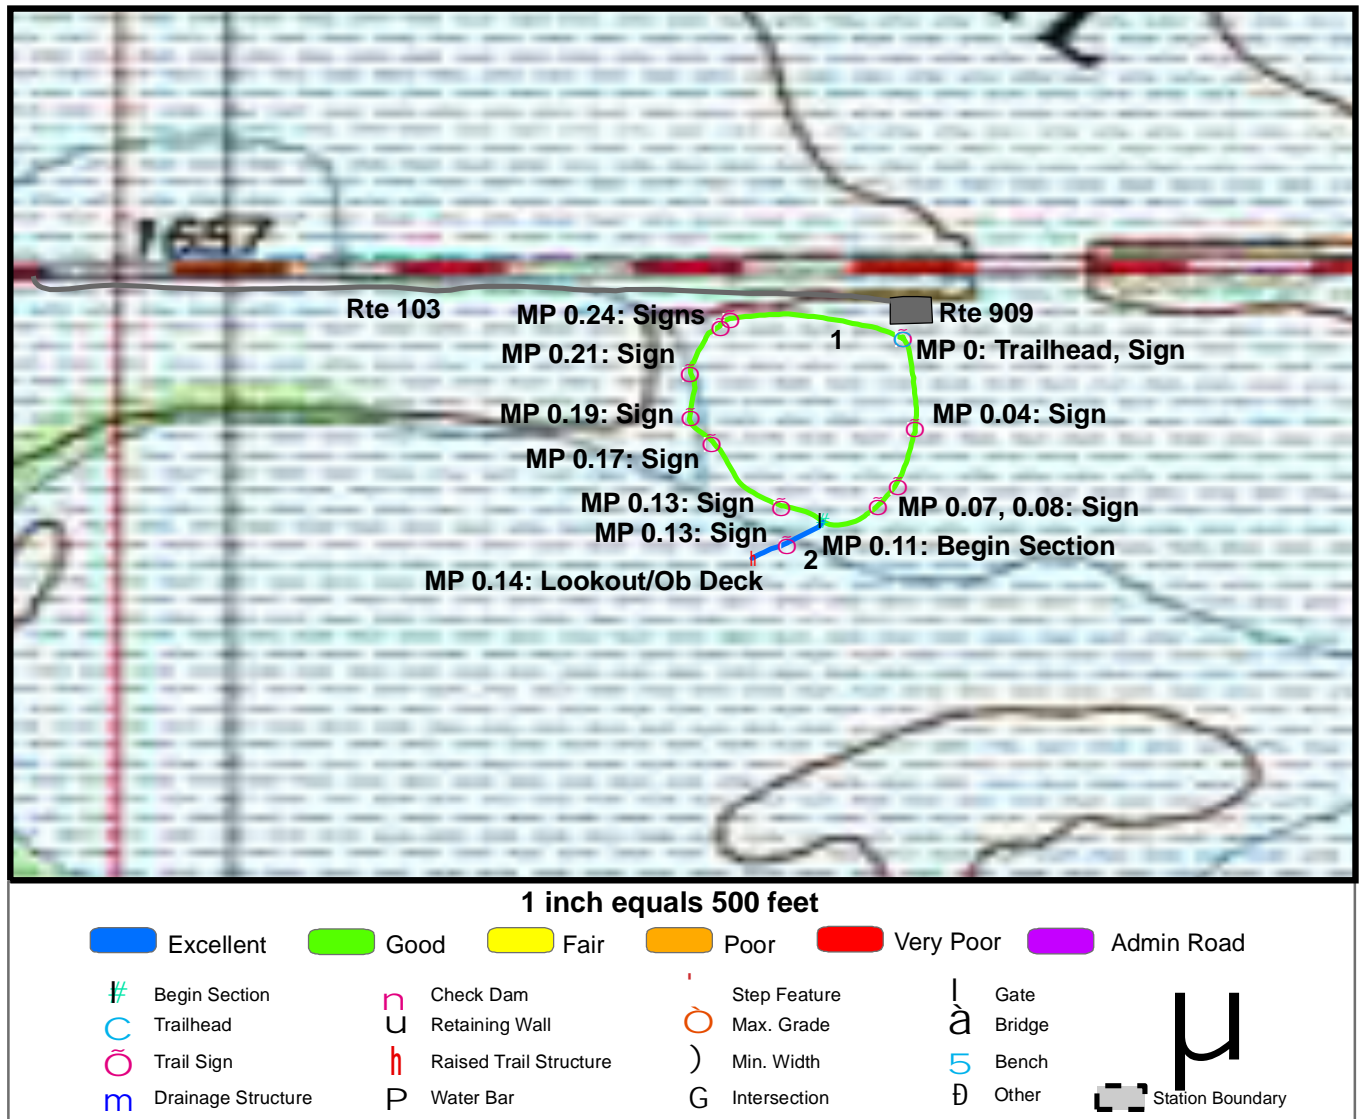 1657
Rte 103
MP 0.24: Signs
Rte 909
1
MP 0: Trailhead, Sign
MP 0.21: Sign
MP 0.19: Sign
MP 0.04: Sign
MP 0.17: Sign
MP 0.13: Sign
MP 0.07, 0.08: Sign
MP 0.13: Sign
MP 0.11: Begin Section
2
MP 0.14: Lookout/Ob Deck
1 inch equals 500 feet
Excellent Good Fair Poor Very Poor Admin Road
# Begin Section n Check Dam ' Step Feature l Gate
C Trailhead u Retaining Wall Ò Max. Grade à Bridge
Õ Trail Sign h Raised Trail Structure ) Min. Width 5 Bench
m Drainage Structure P Water Bar G Intersection Ð Other Station Boundary
µ